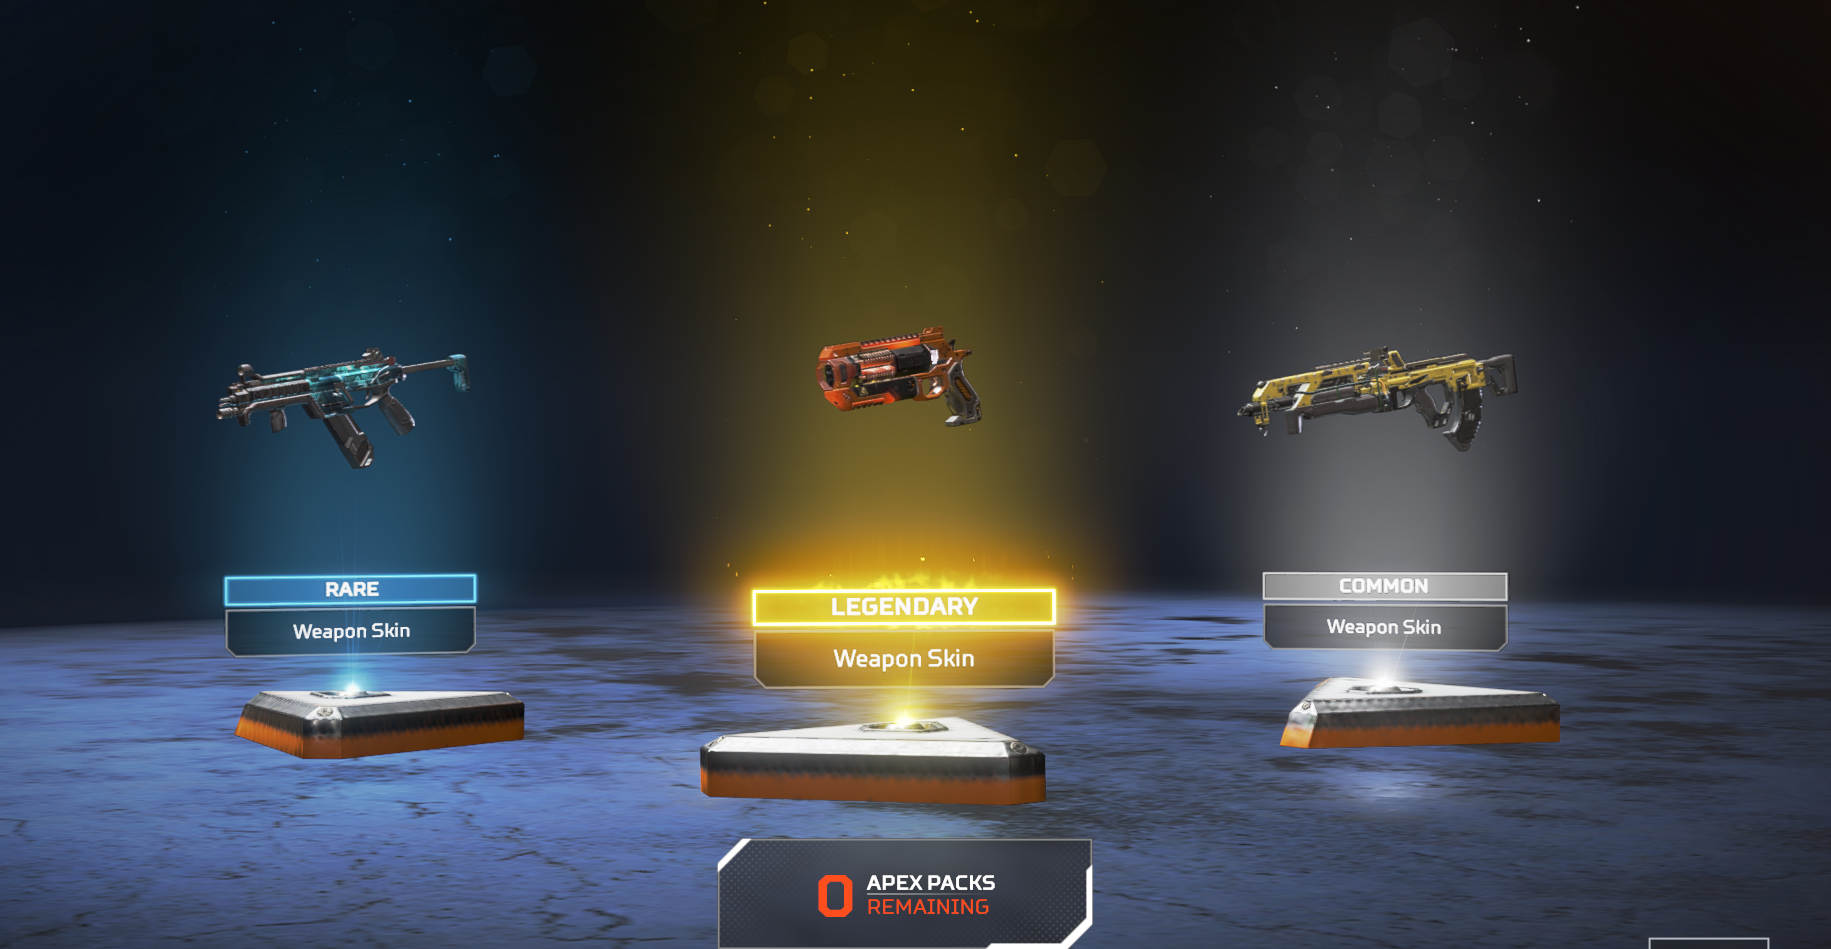 RARE
Weapon Skin
LEGENDARY
Weapon Skin
COMMON
Weapon Skin
0
APEX PACKS
REMAINING